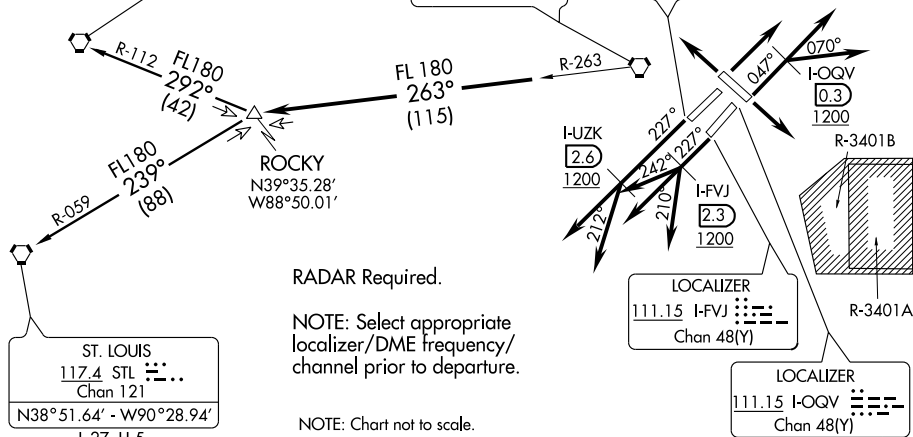 R-112
FL180
292°
(42)
FL 180
263°
(115)
R-263
ROCKY
N39°35.28'
W88°50.01'
FL180
239°
(88)
R-059
227°
047°
070°
I-OQV
0.3
1200
I-UZK
2.6
1200
242°
227°
212°
210°
I-FVJ
2.3
1200
R-3401B
R-3401A
RADAR Required.
NOTE: Select appropriate
localizer/DME frequency/
channel prior to departure.
NOTE: Chart not to scale.
ST. LOUIS
117.4 STL
Chan 121
N38°51.64' - W90°28.94'
LOCALIZER
111.15 I-FVJ
Chan 48(Y)
LOCALIZER
111.15 I-OQV
Chan 48(Y)